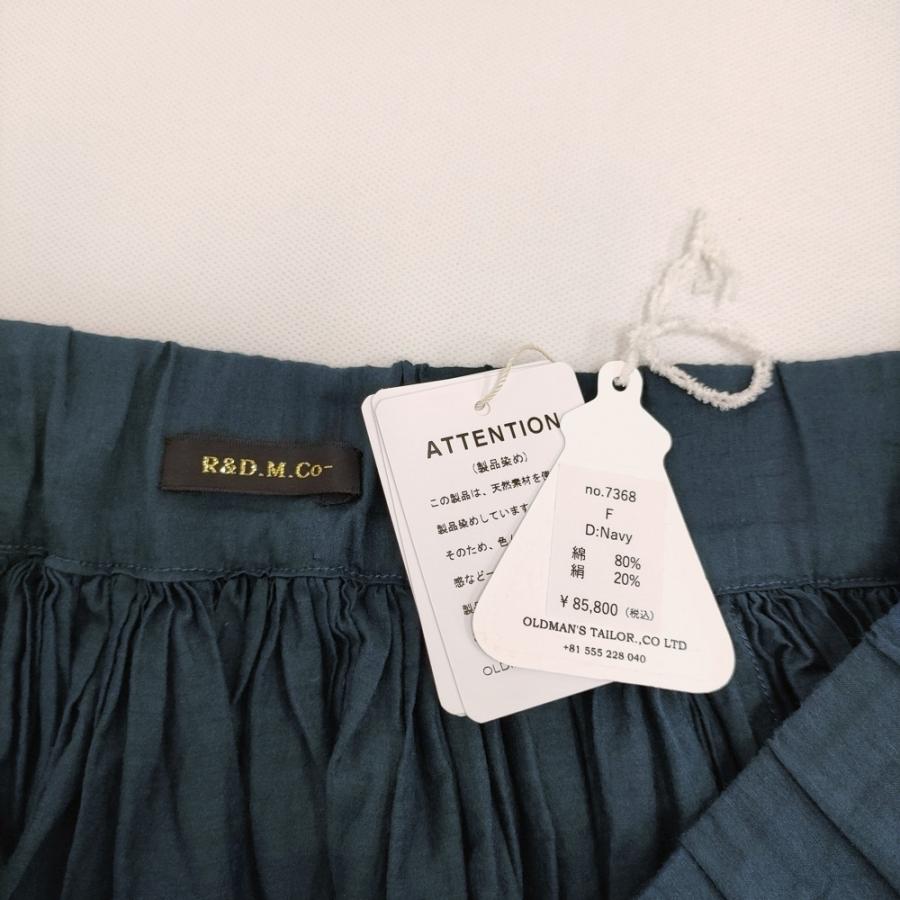 R&D.M.Co-
ATTENTION
(製品染め)
この製品は、天然素材を使
製品染めしています
そのため、色
感など
製品
OLD
no.7368
F
D:Navy
綿 80%
絹 20%
¥85,800 (税込)
OLDMAN'S TAILOR.,CO LTD
+81 555 228 040